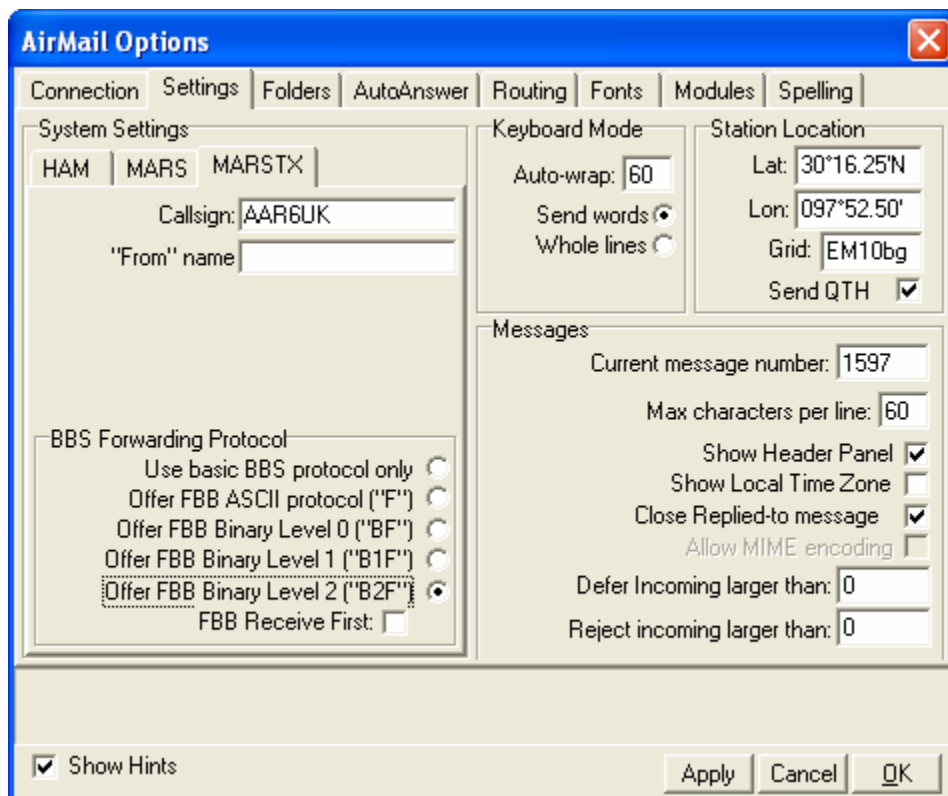 AirMail Options
Connection Settings Folders AutoAnswer Routing Fonts Modules Spelling
System Settings
HAM MARS MARSTX
Callsign: AAR6UK
"From" name
BBS Forwarding Protocol
Use basic BBS protocol only
Offer FBB ASCII protocol ("F")
Offer FBB Binary Level 0 ("BF")
Offer FBB Binary Level 1 ("B1F")
Offer FBB Binary Level 2 ("B2F")
FBB Receive First:
Keyboard Mode
Auto-wrap: 60
Send words
Whole lines
Station Location
Lat: 30°16.25'N
Lon: 097°52.50'
Grid: EM10bg
Send QTH
Messages
Current message number: 1597
Max characters per line: 60
Show Header Panel
Show Local Time Zone
Close Replied-to message
Allow MIME encoding
Defer Incoming larger than: 0
Reject incoming larger than: 0
Show Hints
Apply Cancel OK